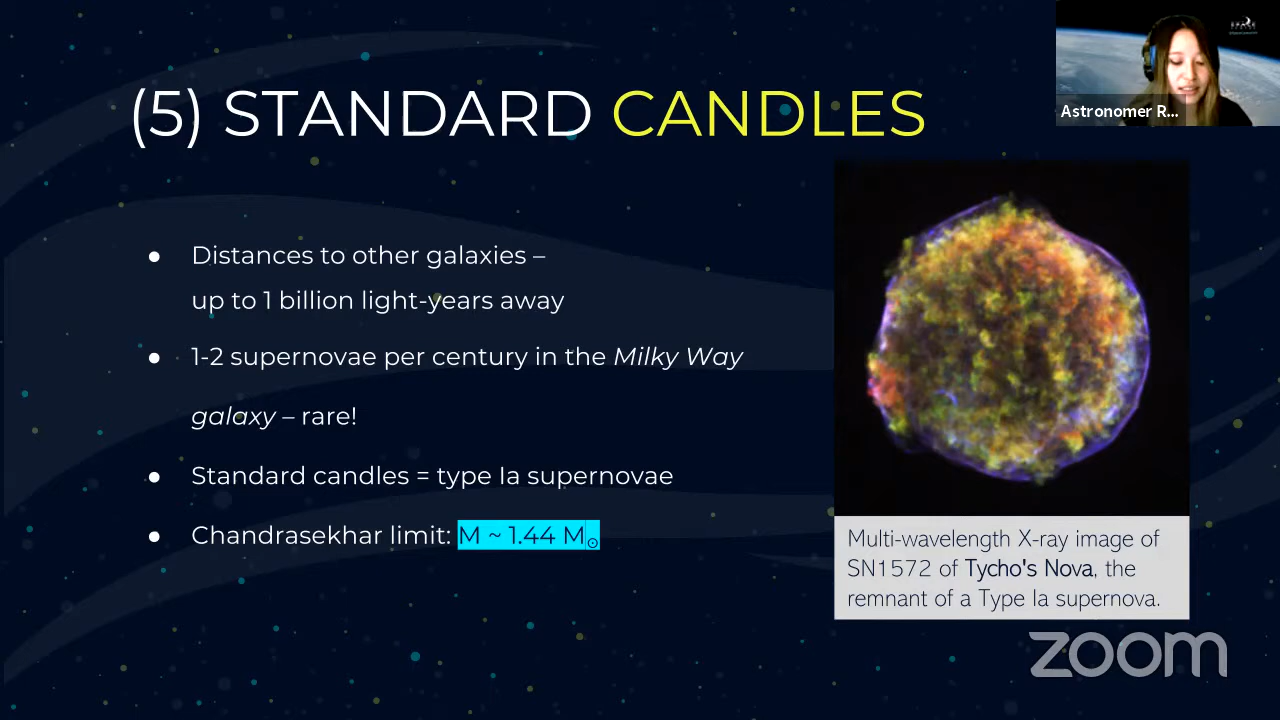 (5) STANDARD CANDLES
Astronomer R...
● Distances to other galaxies –
up to 1 billion light-years away
● 1-2 supernovae per century in the Milky Way
galaxy – rare!
● Standard candles = type Ia supernovae
● Chandrasekhar limit: M ~ 1.44 M☉
Multi-wavelength X-ray image of
SN1572 of Tycho's Nova, the
remnant of a Type Ia supernova.
zoom